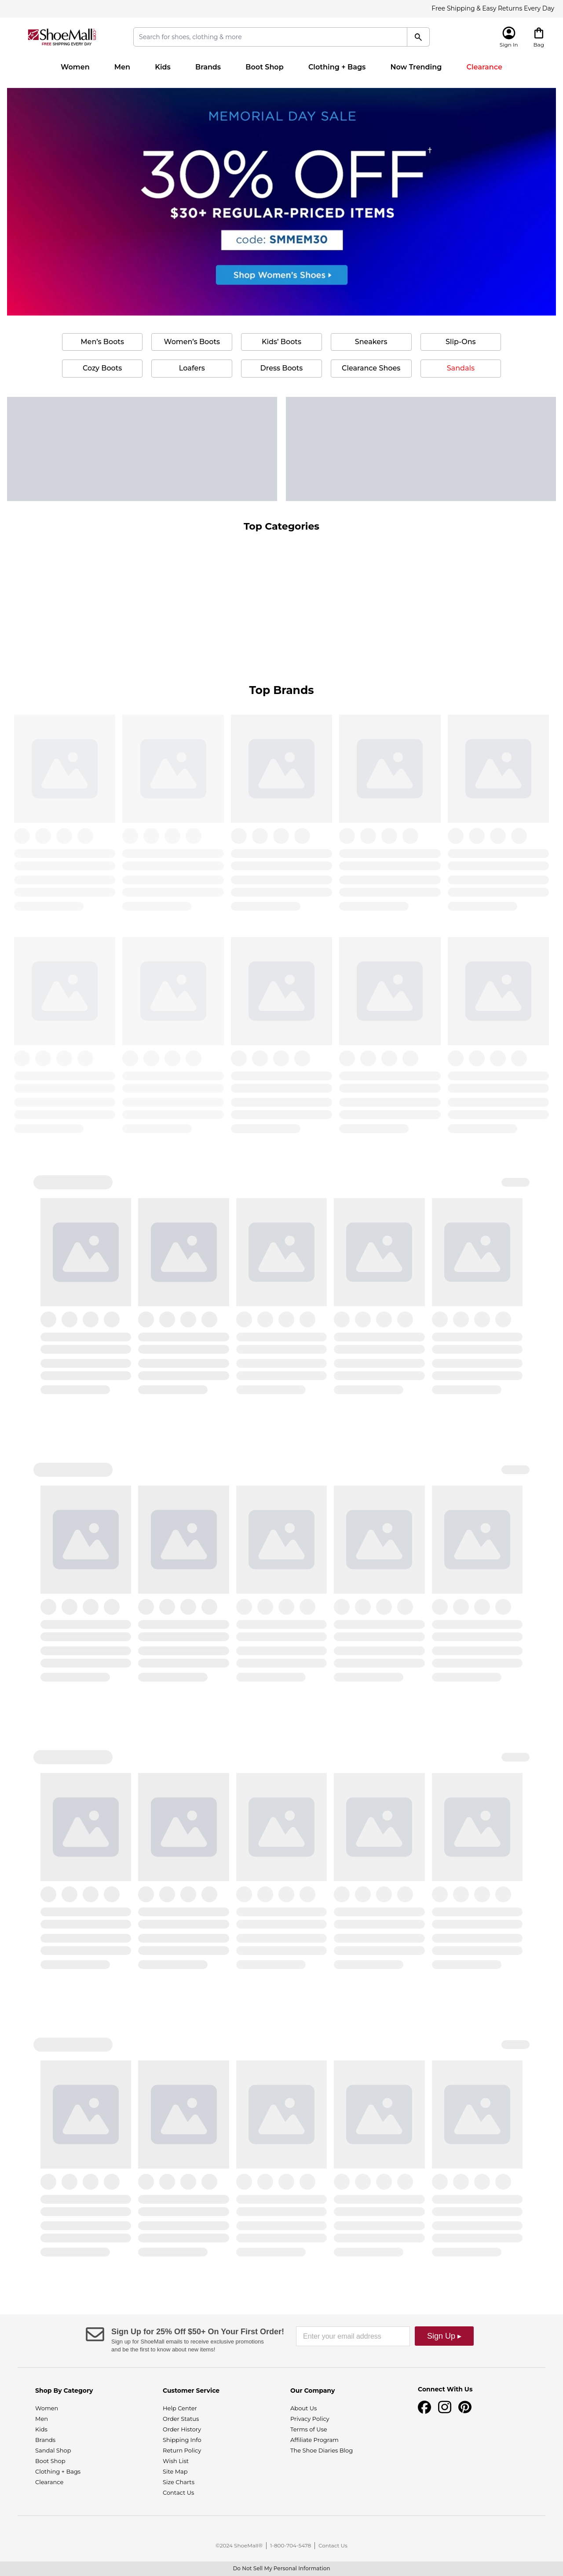 Free Shipping & Easy Returns Every Day
ShoeMall.com
FREE SHIPPING EVERY DAY
Search for shoes, clothing & more
Sign In
Bag
Women Men Kids Brands Boot Shop Clothing + Bags Now Trending Clearance
MEMORIAL DAY SALE
30% OFF†
$30+ REGULAR-PRICED ITEMS
code: SMMEM30
Shop Women's Shoes ▸
Men's Boots Women's Boots Kids' Boots Sneakers Slip-Ons
Cozy Boots Loafers Dress Boots Clearance Shoes Sandals
Top Categories
Top Brands
Sign Up for 25% Off $50+ On Your First Order!
Sign up for ShoeMall emails to receive exclusive promotions
and be the first to know about new items!
Enter your email address
Sign Up ▸
Shop By Category
Women
Men
Kids
Brands
Sandal Shop
Boot Shop
Clothing + Bags
Clearance
Customer Service
Help Center
Order Status
Order History
Shipping Info
Return Policy
Wish List
Site Map
Size Charts
Contact Us
Our Company
About Us
Privacy Policy
Terms of Use
Affiliate Program
The Shoe Diaries Blog
Connect With Us
©2024 ShoeMall® | 1-800-704-5478 | Contact Us
Do Not Sell My Personal Information